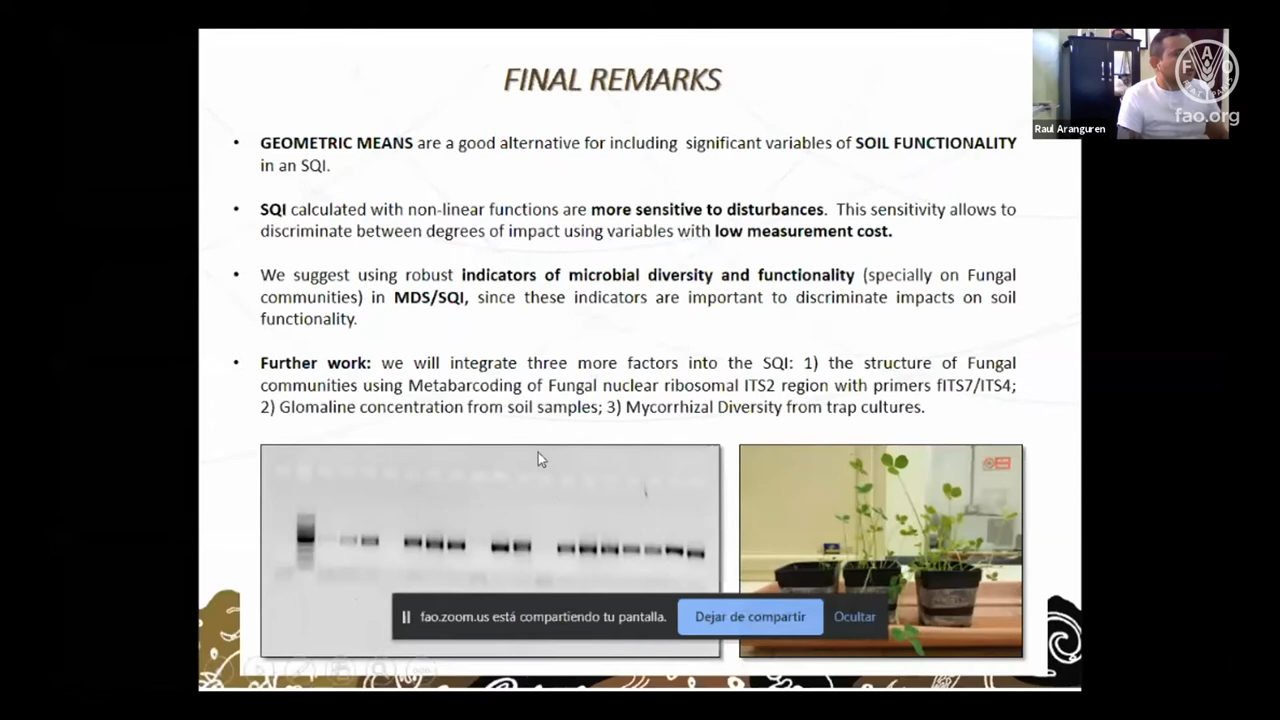 FINAL REMARKS
• GEOMETRIC MEANS are a good alternative for including significant variables of SOIL FUNCTIONALITY
in an SQI.
• SQI calculated with non-linear functions are more sensitive to disturbances. This sensitivity allows to
discriminate between degrees of impact using variables with low measurement cost.
• We suggest using robust indicators of microbial diversity and functionality (specially on Fungal
communities) in MDS/SQI, since these indicators are important to discriminate impacts on soil
functionality.
• Further work: we will integrate three more factors into the SQI: 1) the structure of Fungal
communities using Metabarcoding of Fungal nuclear ribosomal ITS2 region with primers fITS7/ITS4;
2) Glomaline concentration from soil samples; 3) Mycorrhizal Diversity from trap cultures.
Raul Aranguren
F A O
fao.org
fao.zoom.us está compartiendo tu pantalla.
Dejar de compartir
Ocultar